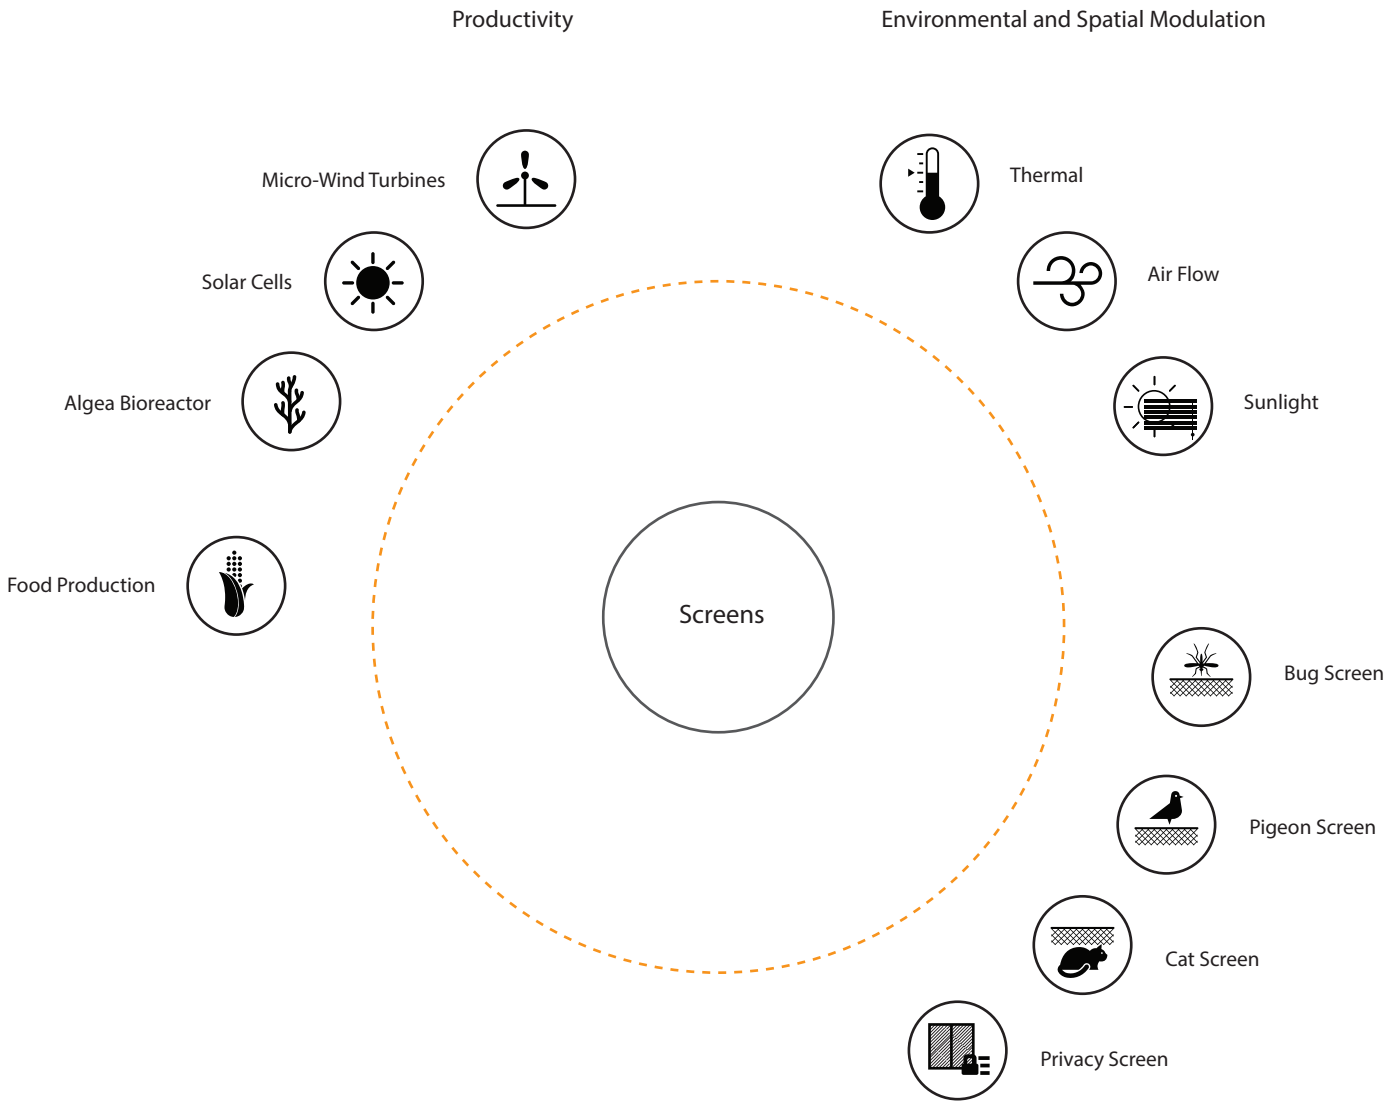 Productivity
Environmental and Spatial Modulation
Micro-Wind Turbines
Thermal
Solar Cells
Air Flow
Algea Bioreactor
Sunlight
Food Production
Screens
Bug Screen
Pigeon Screen
Cat Screen
Privacy Screen